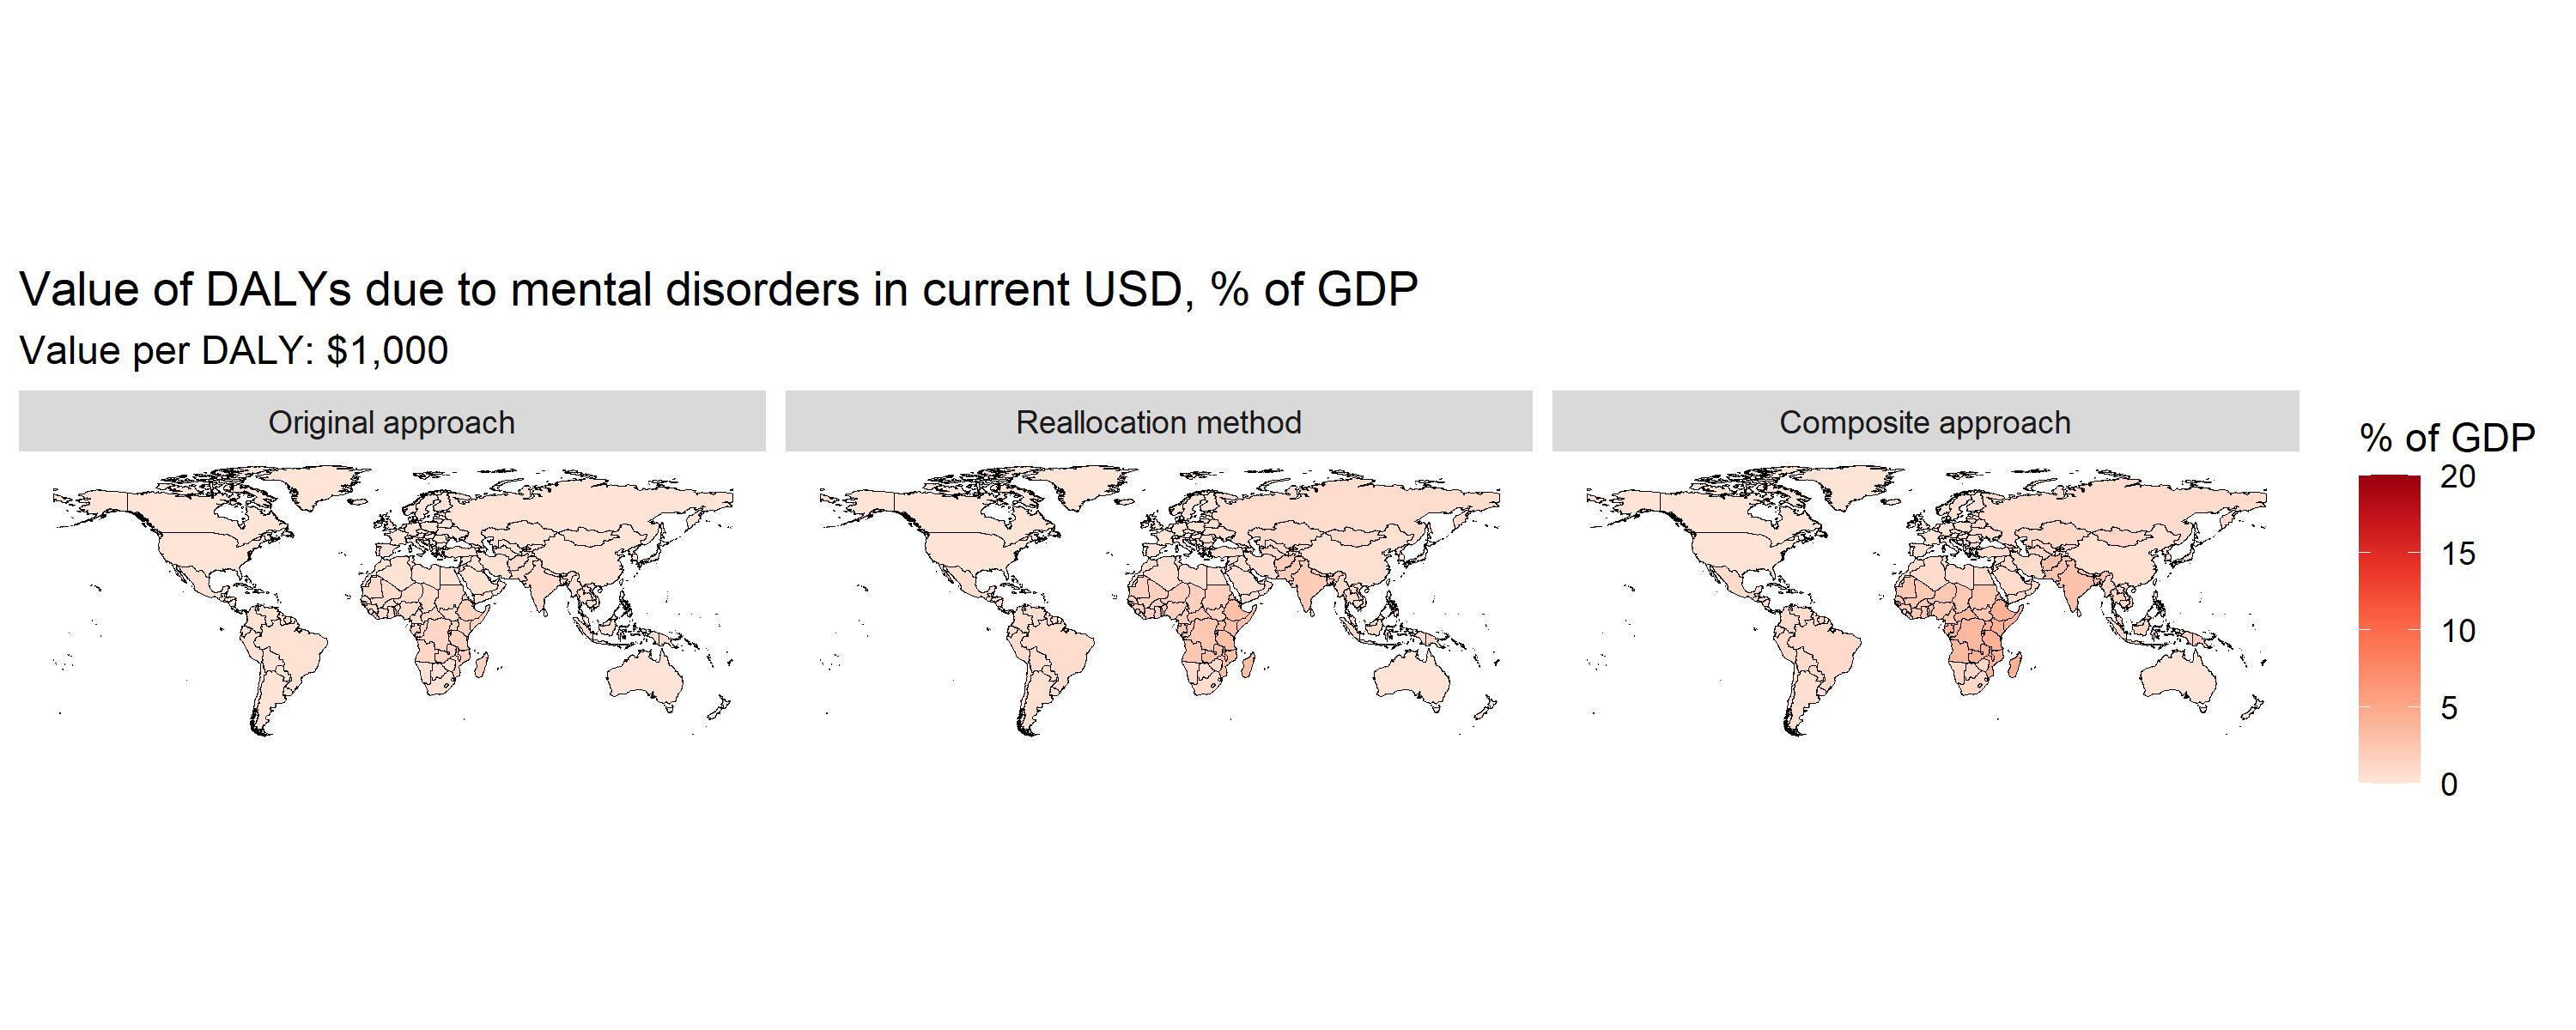 Value of DALYs due to mental disorders in current USD, % of GDP
Value per DALY: $1,000
Original approach
Reallocation method
Composite approach
% of GDP
20
15
10
5
0